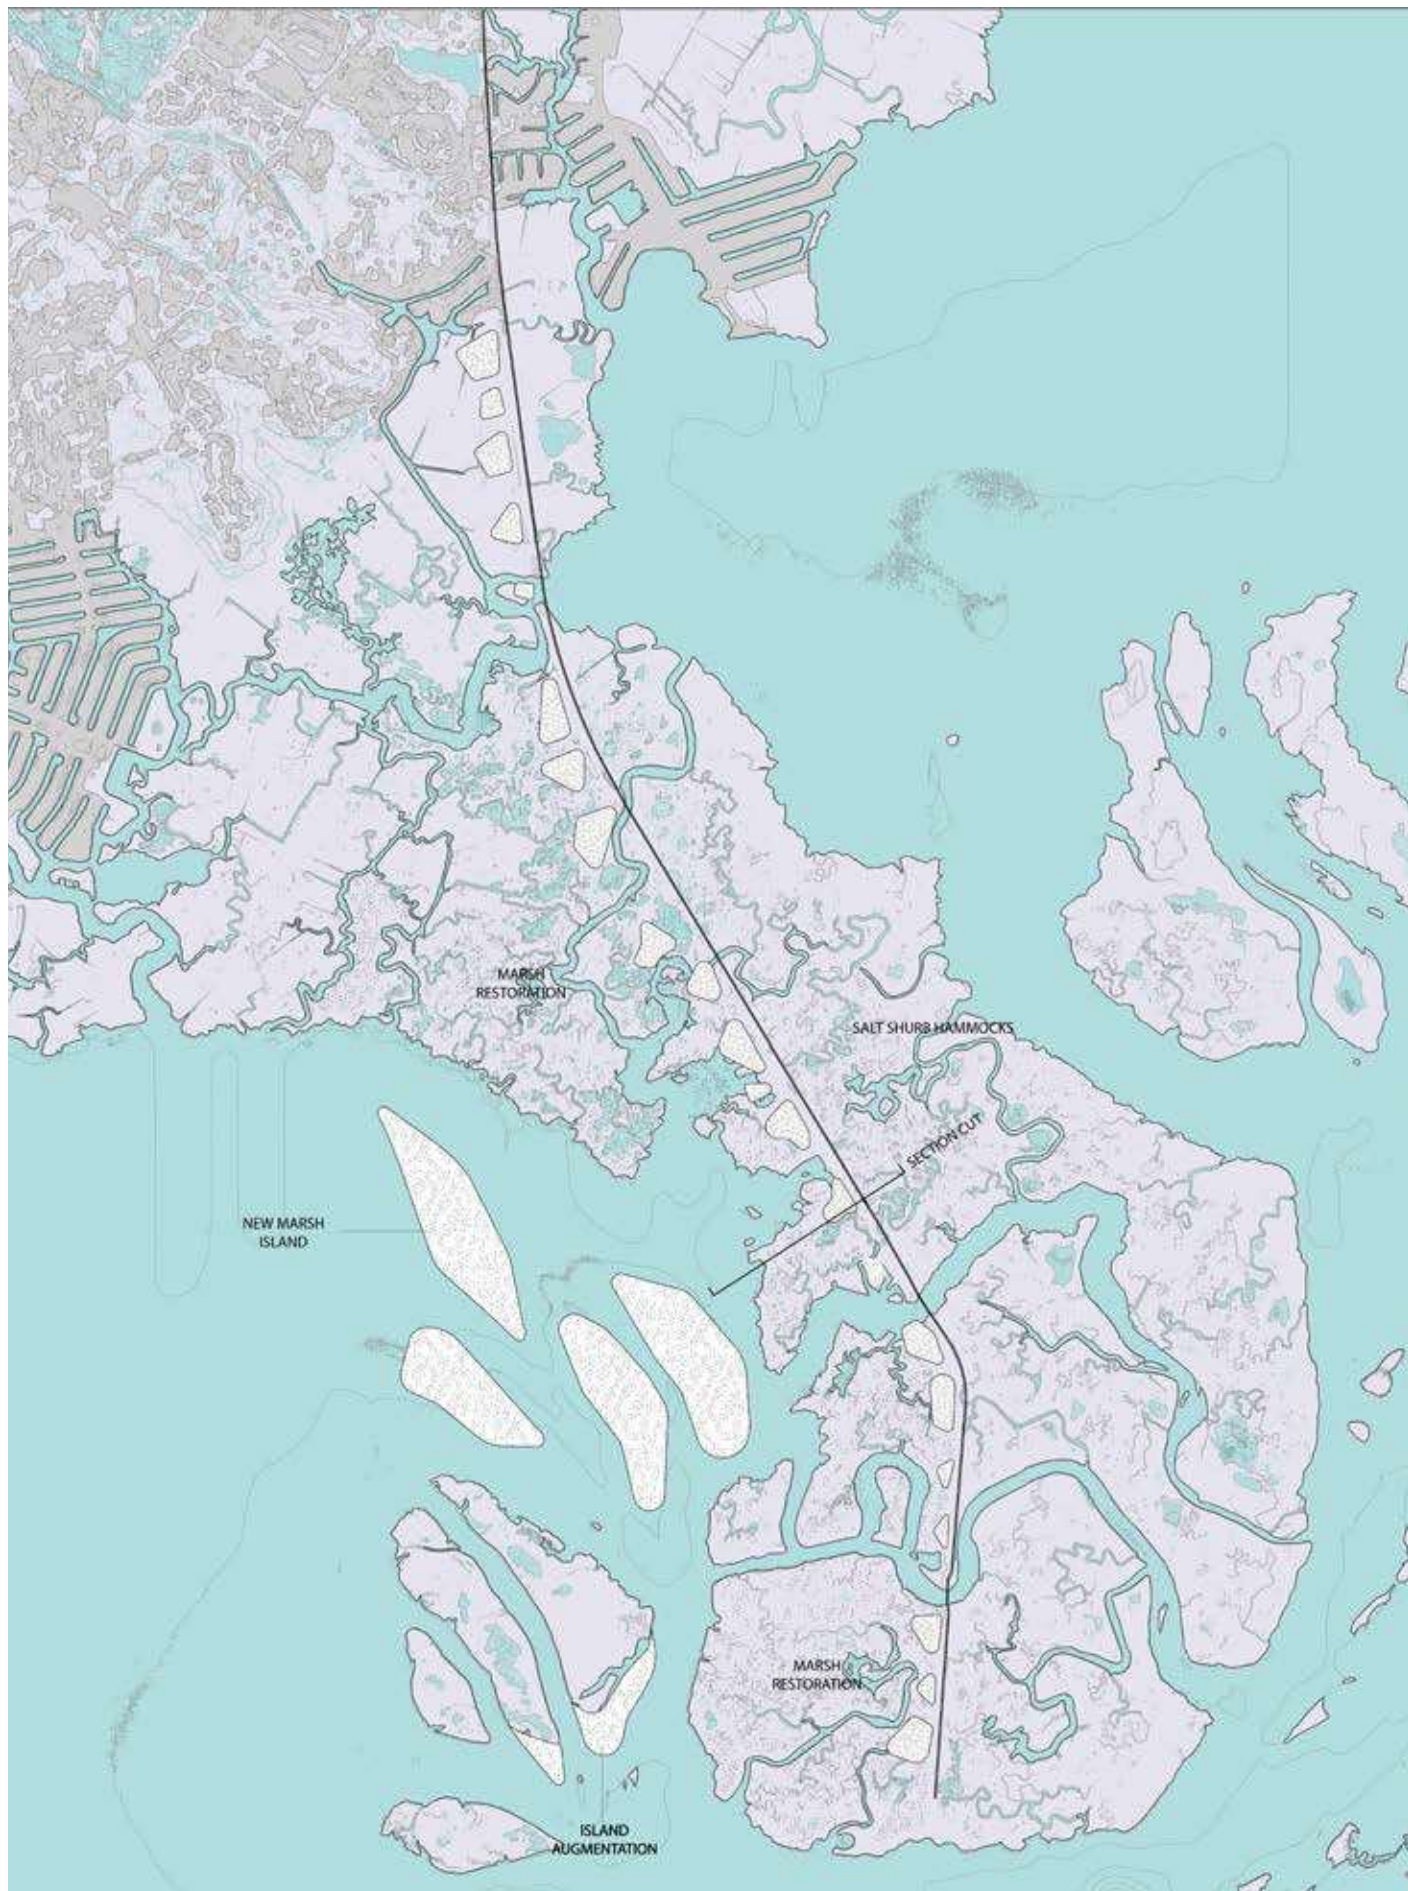 MARSH
RESTORATION
SALT SHURB HAMMOCKS
SECTION CUT
NEW MARSH
ISLAND
MARSH
RESTORATION
ISLAND
AUGMENTATION